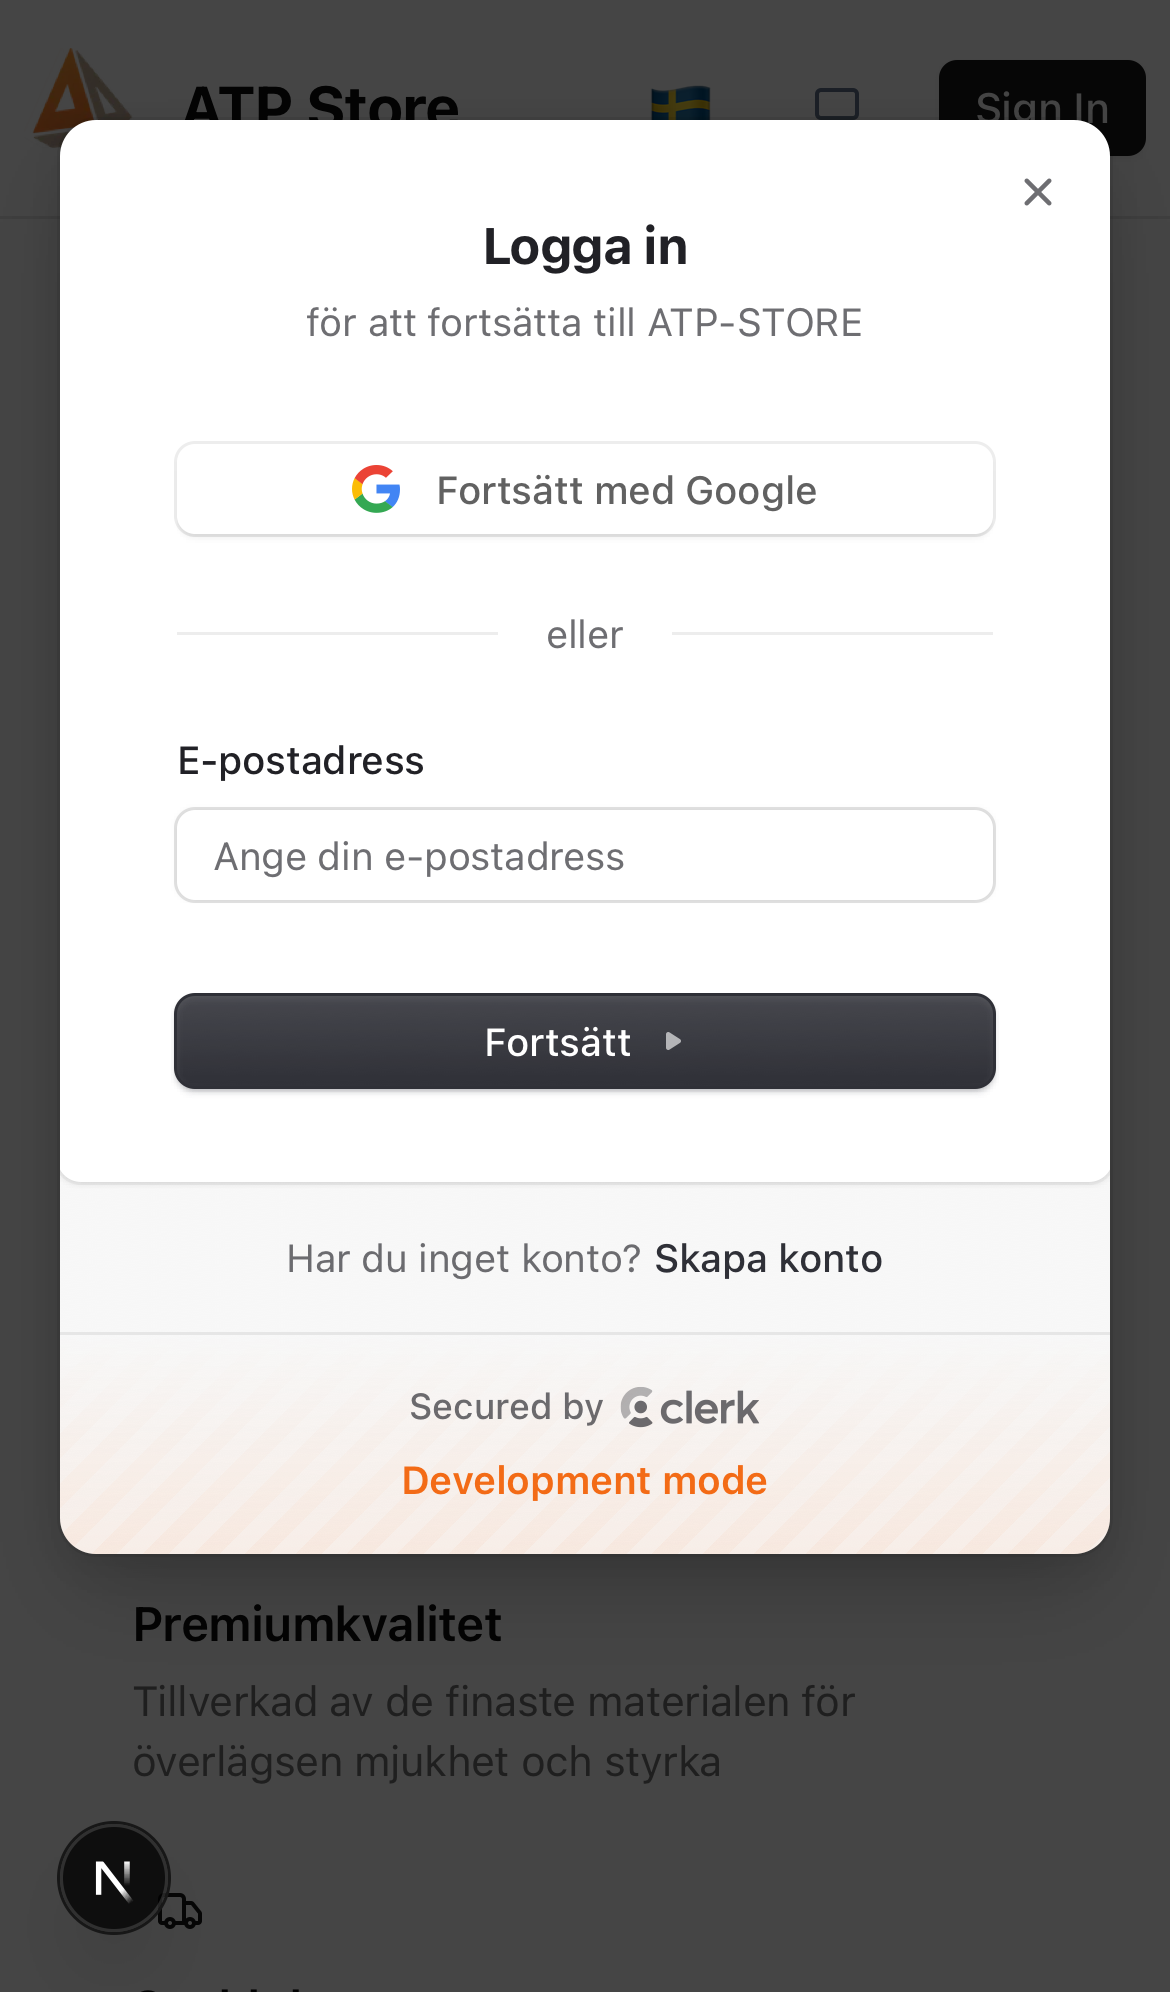 ATP Store
Sign In
Logga in
för att fortsätta till ATP-STORE
Fortsätt med Google
eller
E-postadress
Ange din e-postadress
Fortsätt
Har du inget konto? Skapa konto
Secured by clerk
Development mode
Premiumkvalitet
Tillverkad av de finaste materialen för
överlägsen mjukhet och styrka
N